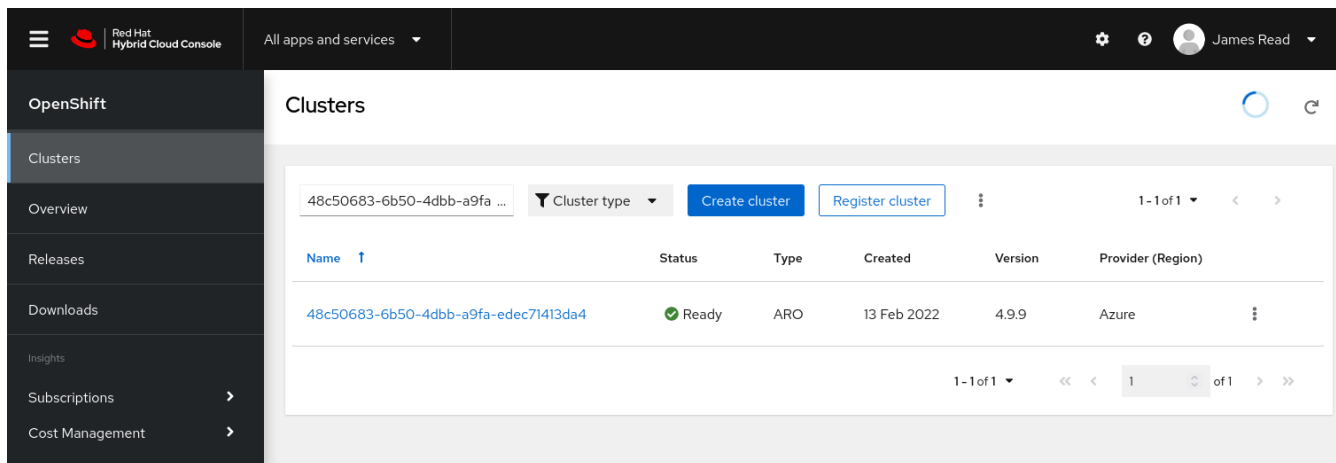 Red Hat
Hybrid Cloud Console
All apps and services
James Read
OpenShift
Clusters
Overview
Releases
Downloads
Insights
Subscriptions
Cost Management
Clusters
48c50683-6b50-4dbb-a9fa ...
Cluster type
Create cluster
Register cluster
1 - 1 of 1
Name Status Type Created Version Provider (Region)
48c50683-6b50-4dbb-a9fa-edec71413da4 Ready ARO 13 Feb 2022 4.9.9 Azure
1 - 1 of 1 1 of 1